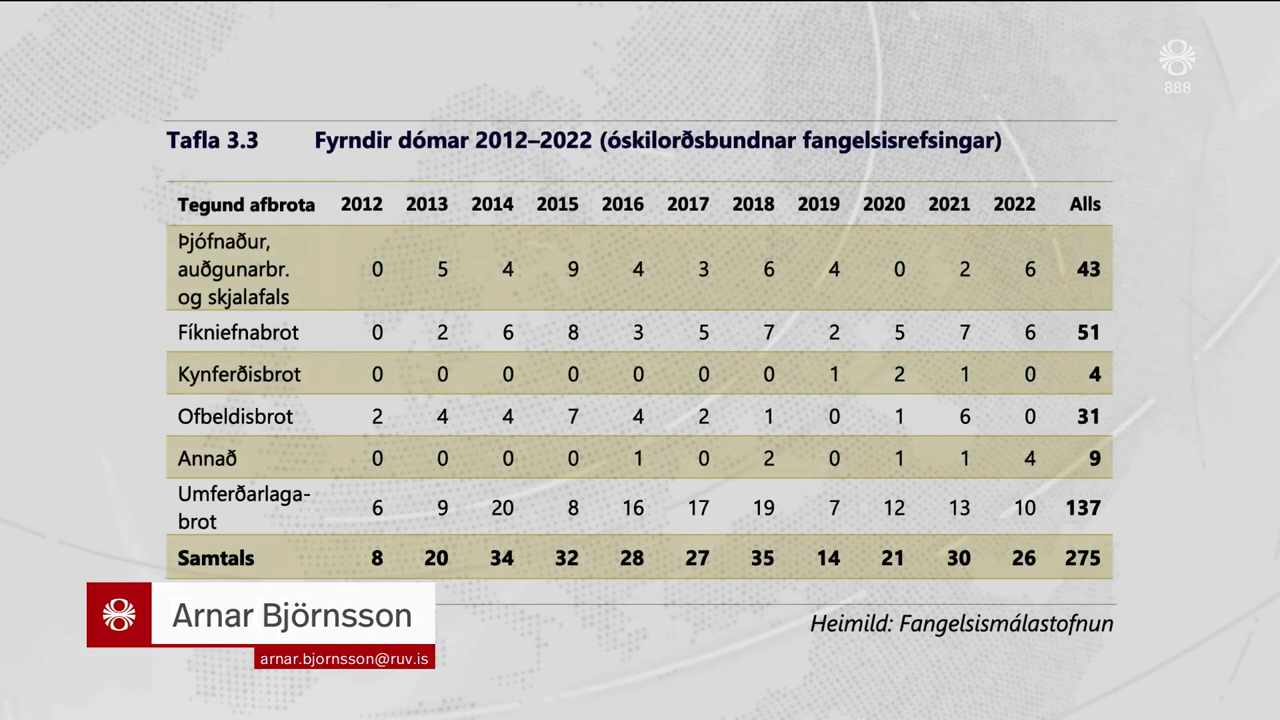 888
Tafla 3.3 Fyrndir dómar 2012–2022 (óskilorðsbundnar fangelsisrefsingar)
Tegund afbrota 2012 2013 2014 2015 2016 2017 2018 2019 2020 2021 2022 Alls
Þjófnaður,
auðgunarbr. 0 5 4 9 4 3 6 4 0 2 6 43
og skjalafals
Fíkniefnabrot 0 2 6 8 3 5 7 2 5 7 6 51
Kynferðisbrot 0 0 0 0 0 0 0 1 2 1 0 4
Ofbeldisbrot 2 4 4 7 4 2 1 0 1 6 0 31
Annað 0 0 0 0 1 0 2 0 1 1 4 9
Umferðarlaga-
brot 6 9 20 8 16 17 19 7 12 13 10 137
Samtals 8 20 34 32 28 27 35 14 21 30 26 275
Arnar Björnsson
arnar.bjornsson@ruv.is
Heimild: Fangelsismálastofnun